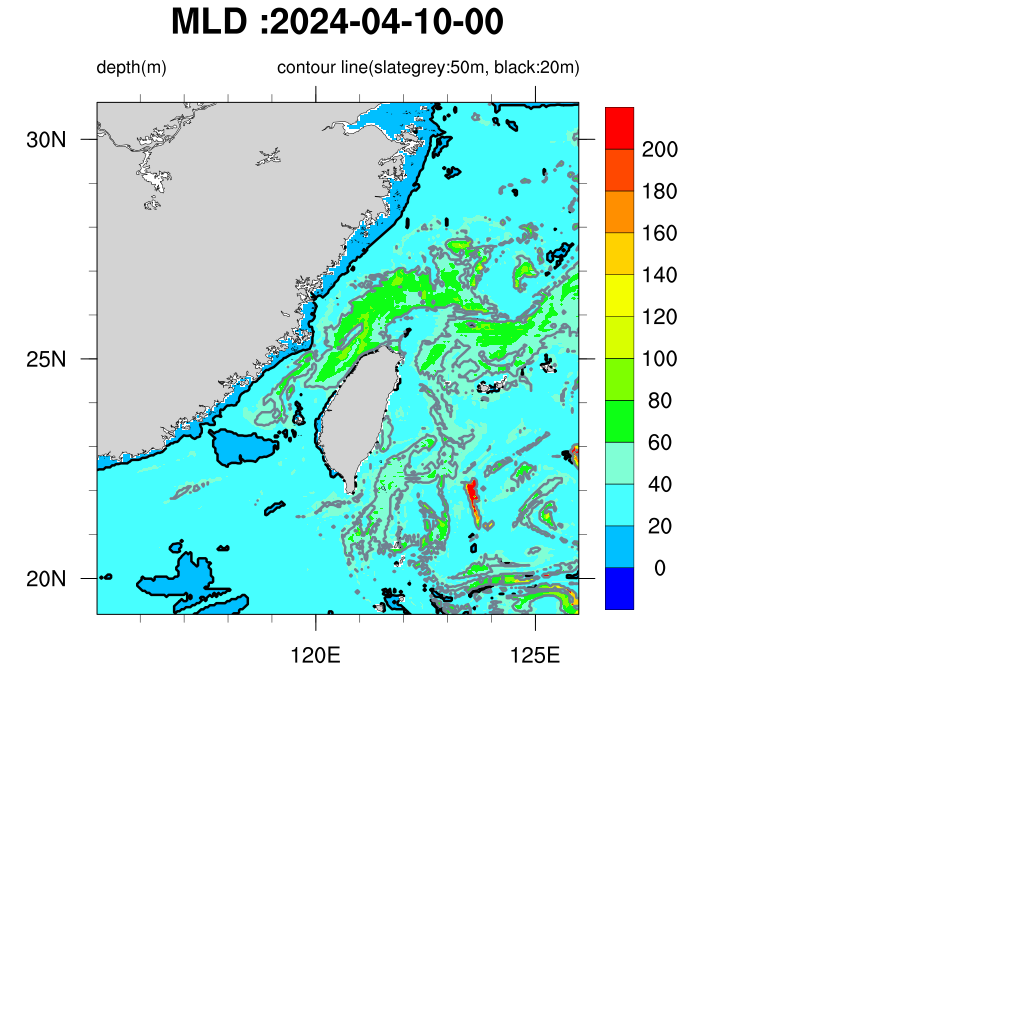 MLD :2024-04-10-00
depth(m)
contour line(slategrey:50m, black:20m)
30N
25N
20N
120E
125E
200
180
160
140
120
100
80
60
40
20
0